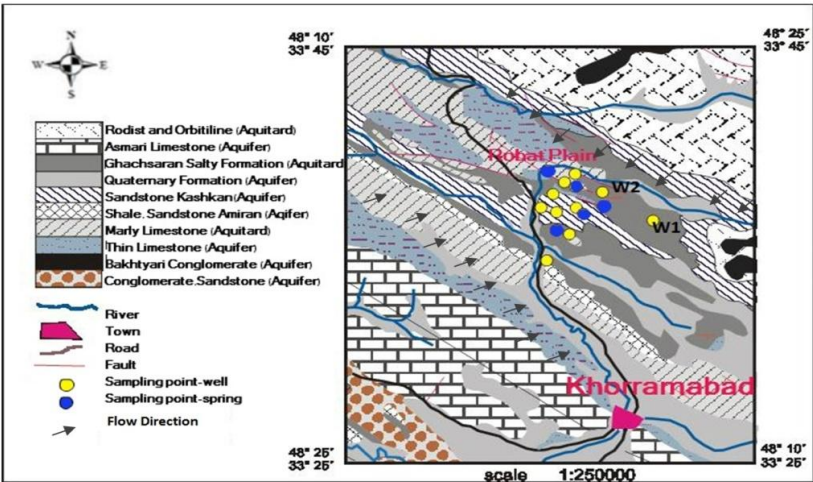 N
W E
S
Rodist and Orbitiline (Aquitard)
Asmari Limestone (Aquifer)
Ghachsaran Salty Formation (Aquitard)
Quaternary Formation (Aquifer)
Sandstone Kashkan(Aquifer)
Shale. Sandstone Amiran (Aqifer)
Marly Limestone (Aquitard)
Thin Limestone (Aquifer)
Bakhtyari Conglomerate (Aquifer)
Conglomerate.Sandstone (Aquifer)
River
Town
Road
Fault
Sampling point-well
Sampling point-spring
Flow Direction
48° 10'
33° 45'
48° 25'
33° 45'
Robat Plain
W2
W1
Khorramabad
48° 25'
33° 25'
48° 10'
33° 25'
scale 1:250000